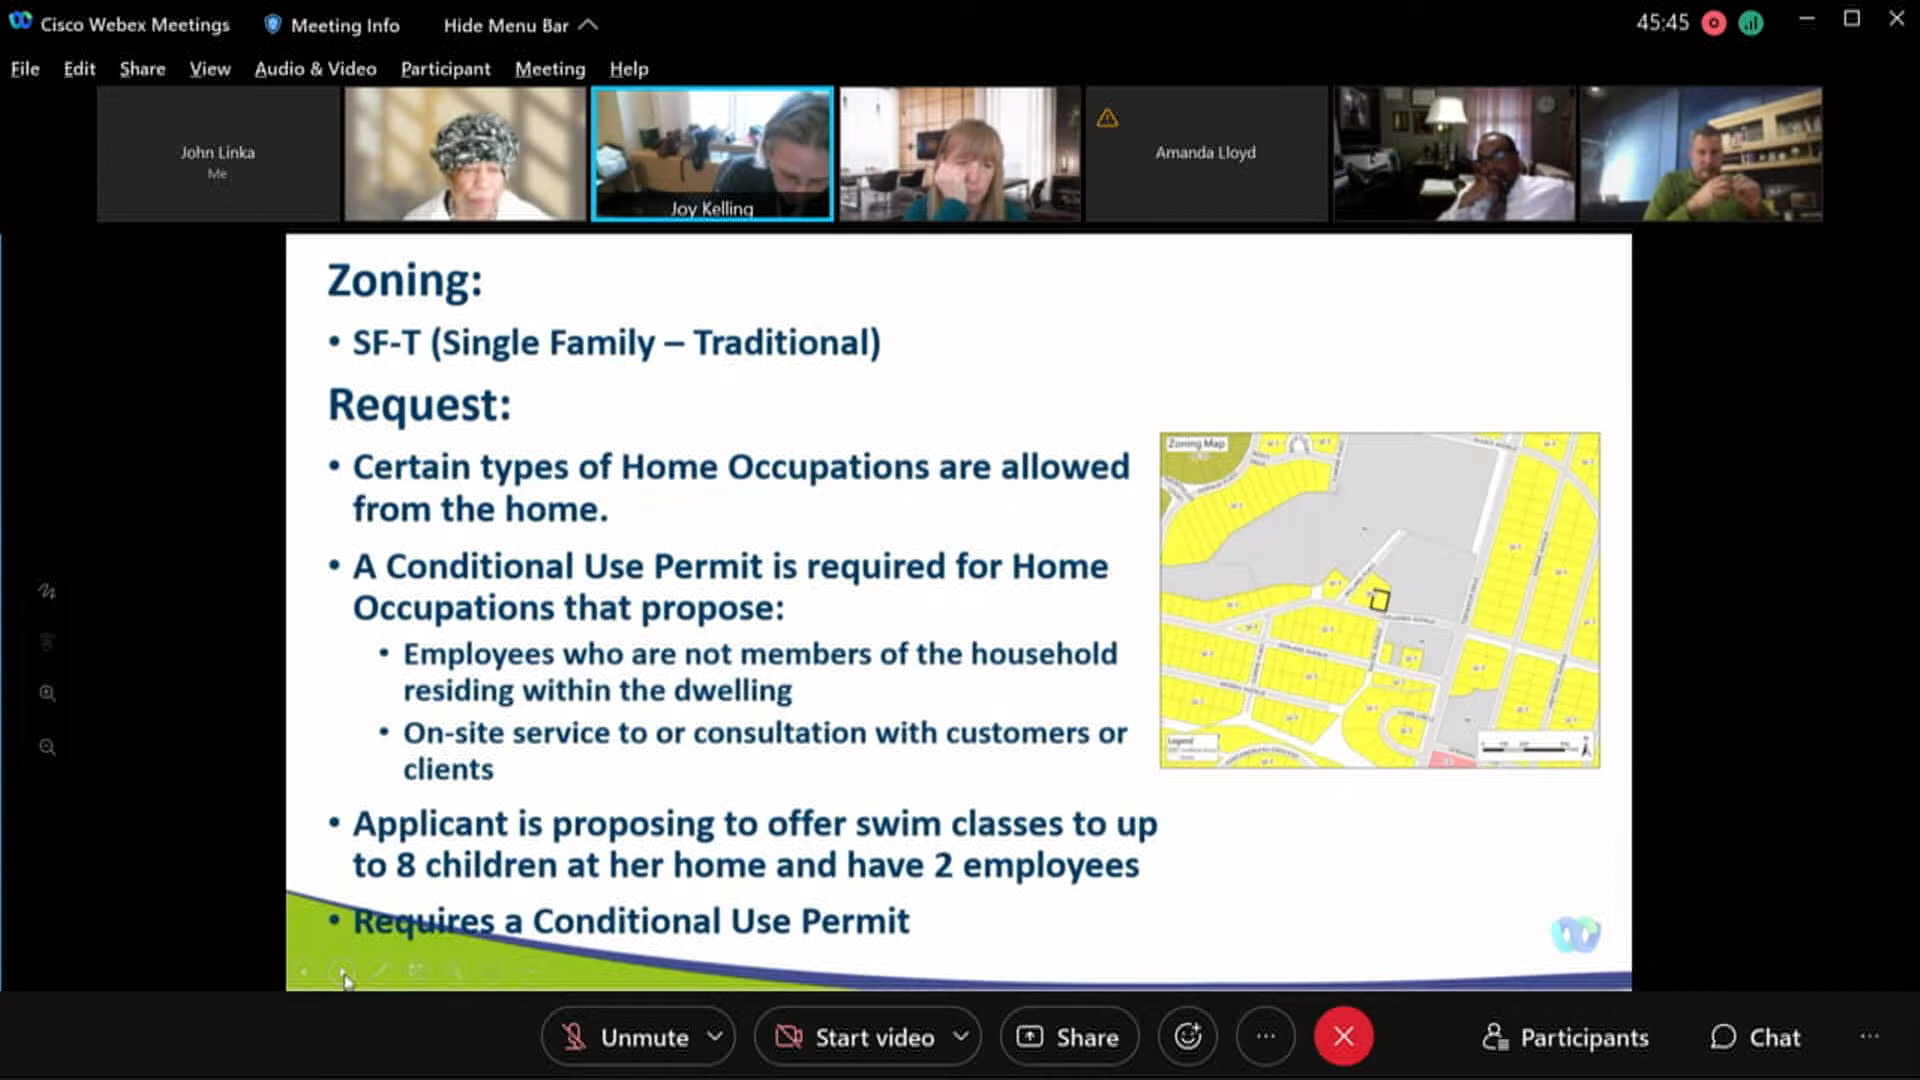 Cisco Webex Meetings
Meeting Info
Hide Menu Bar
45:45
File Edit Share View Audio & Video Participant Meeting Help
John Linka
Me
Joy Kelling
Amanda Lloyd
Zoning:
• SF-T (Single Family – Traditional)
Request:
• Certain types of Home Occupations are allowed
from the home.
• A Conditional Use Permit is required for Home
Occupations that propose:
• Employees who are not members of the household
residing within the dwelling
• On-site service to or consultation with customers or
clients
• Applicant is proposing to offer swim classes to up
to 8 children at her home and have 2 employees
• Requires a Conditional Use Permit
Zoning Map
Legend
Unmute
Start video
Share
Participants
Chat